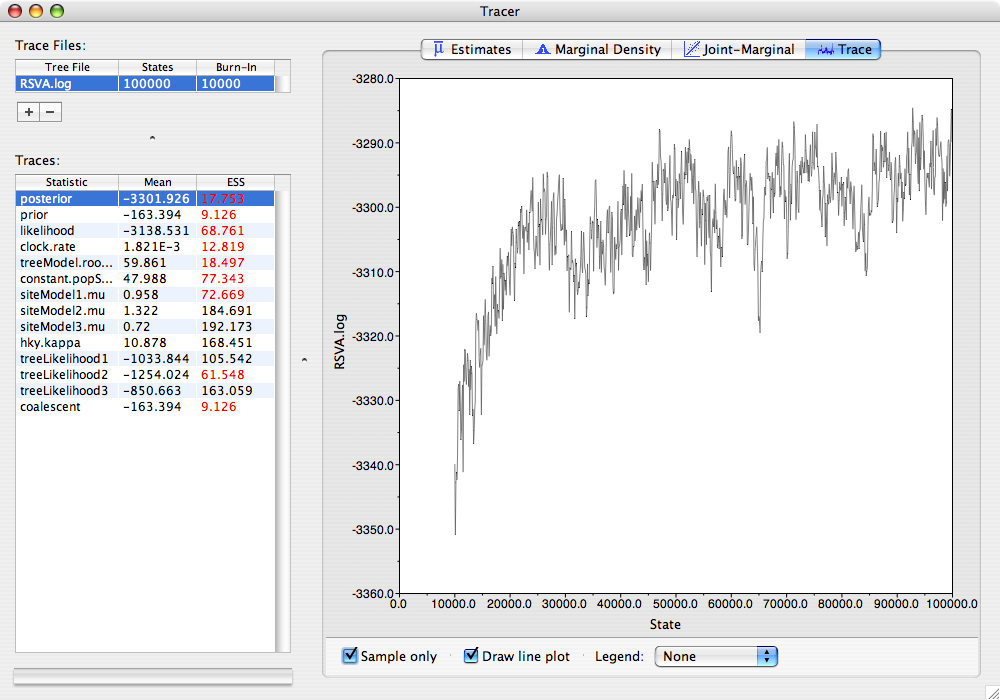 Tracer
Trace Files:
Tree File States Burn-In
RSVA.log 100000 10000
+ −
Traces:
Statistic Mean ESS
posterior -3301.926 17.753
prior -163.394 9.126
likelihood -3138.531 68.761
clock.rate 1.821E-3 12.819
treeModel.roo... 59.861 18.497
constant.popS... 47.988 77.343
siteModel1.mu 0.958 72.669
siteModel2.mu 1.322 184.691
siteModel3.mu 0.72 192.173
hky.kappa 10.878 168.451
treeLikelihood1 -1033.844 105.542
treeLikelihood2 -1254.024 61.548
treeLikelihood3 -850.663 163.059
coalescent -163.394 9.126
Estimates Marginal Density Joint-Marginal Trace
-3280.0
-3290.0
-3300.0
-3310.0
-3320.0
-3330.0
-3340.0
-3350.0
-3360.0
RSVA.log
0.0 10000.0 20000.0 30000.0 40000.0 50000.0 60000.0 70000.0 80000.0 90000.0 100000.0
State
Sample only Draw line plot Legend: None